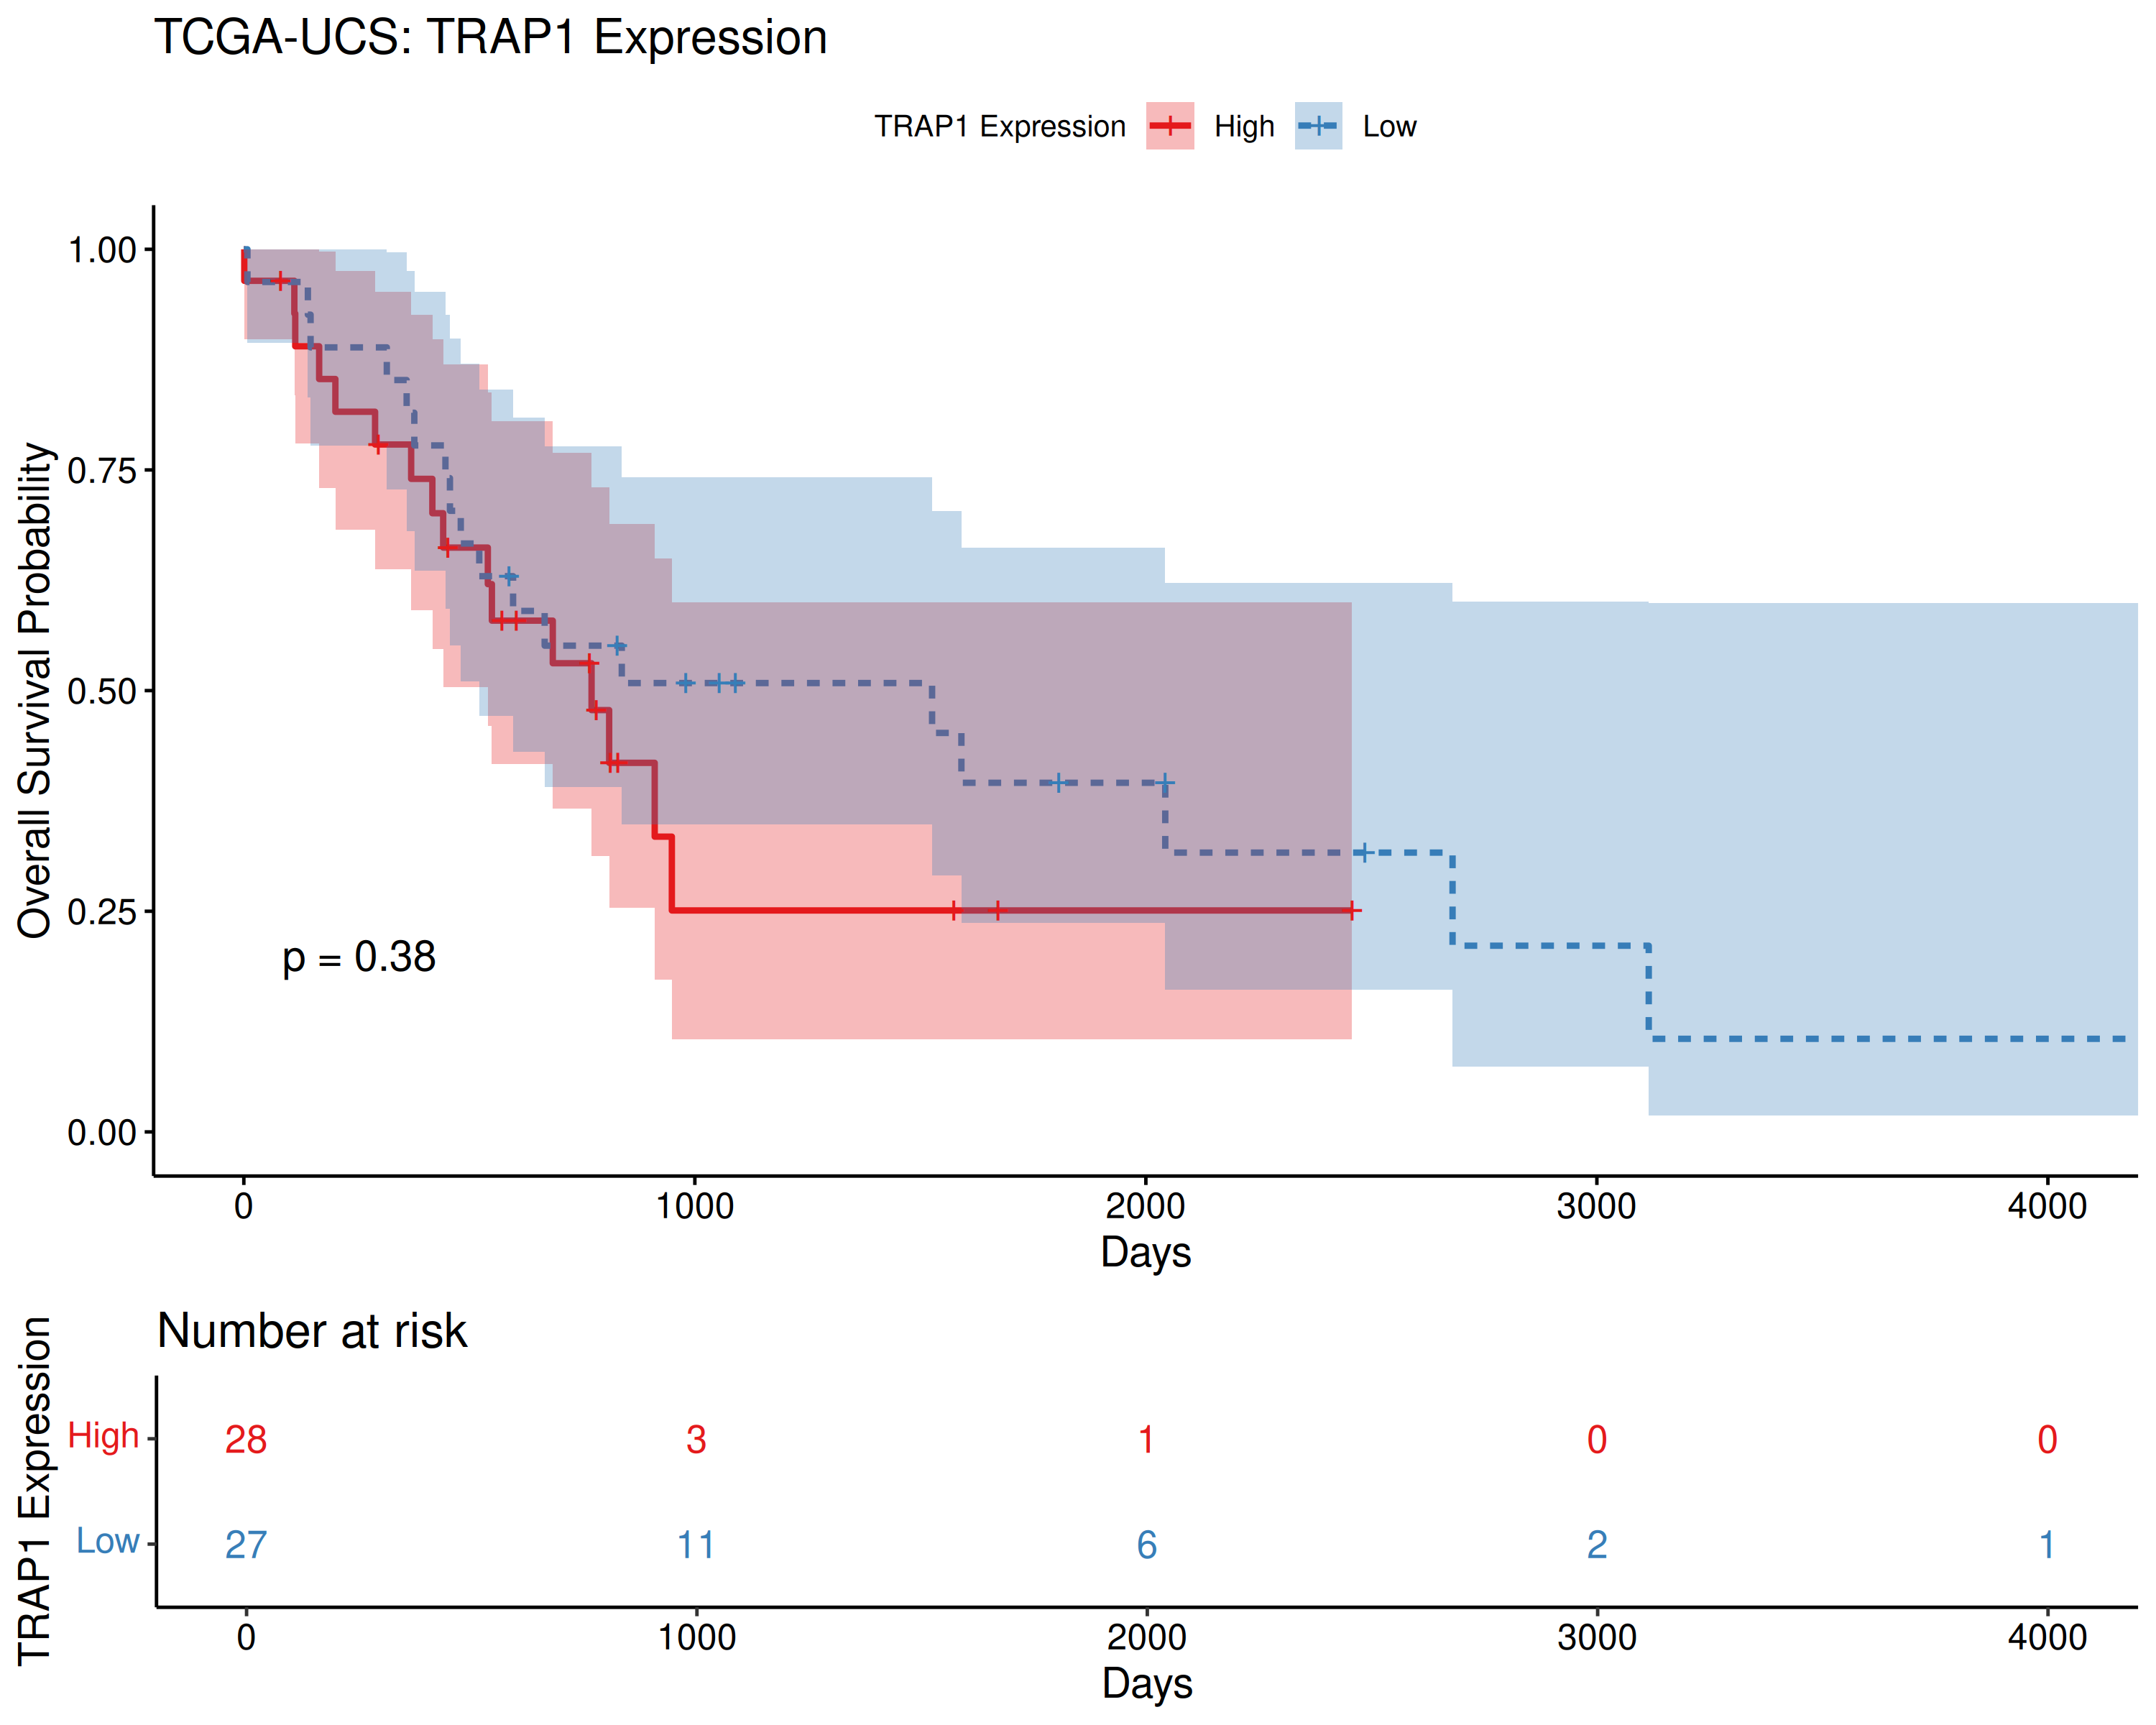 TCGA-UCS: TRAP1 Expression
TRAP1 Expression High Low
Overall Survival Probability
1.00
0.75
0.50
0.25
0.00
p = 0.38
0 1000 2000 3000 4000
Days
Number at risk
TRAP1 Expression
High 28 3 1 0 0
Low 27 11 6 2 1
0 1000 2000 3000 4000
Days